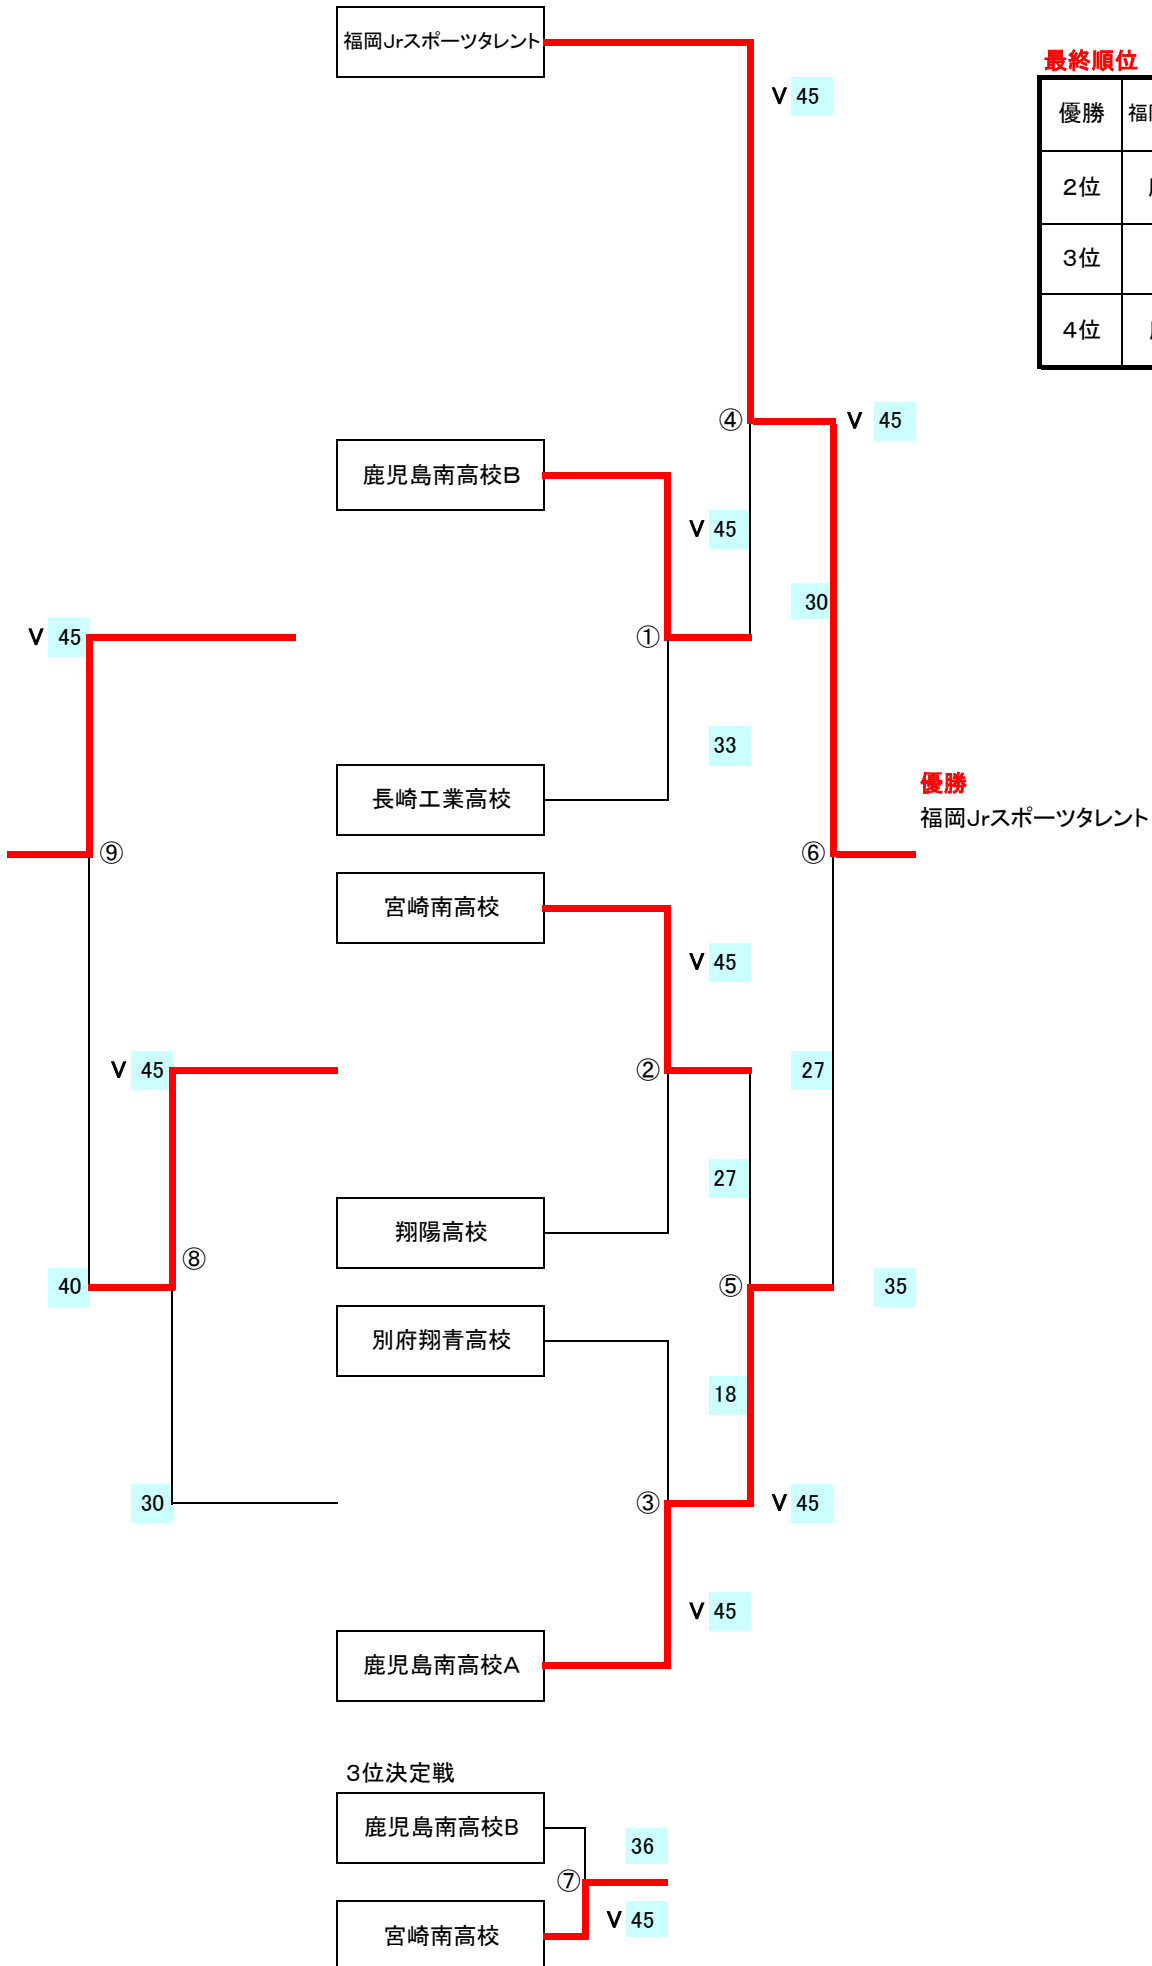 福岡Jrスポーツタレント
最終順位
V 45
優勝
2位
3位
4位
④
V 45
鹿児島南高校B
V 45
30
V 45
①
33
優勝
長崎工業高校
福岡Jrスポーツタレント
⑨
⑥
宮崎南高校
V 45
V 45
②
27
27
翔陽高校
⑧
40
⑤
35
別府翔青高校
18
30
③
V 45
V 45
鹿児島南高校A
3位決定戦
鹿児島南高校B
36
⑦
V 45
宮崎南高校